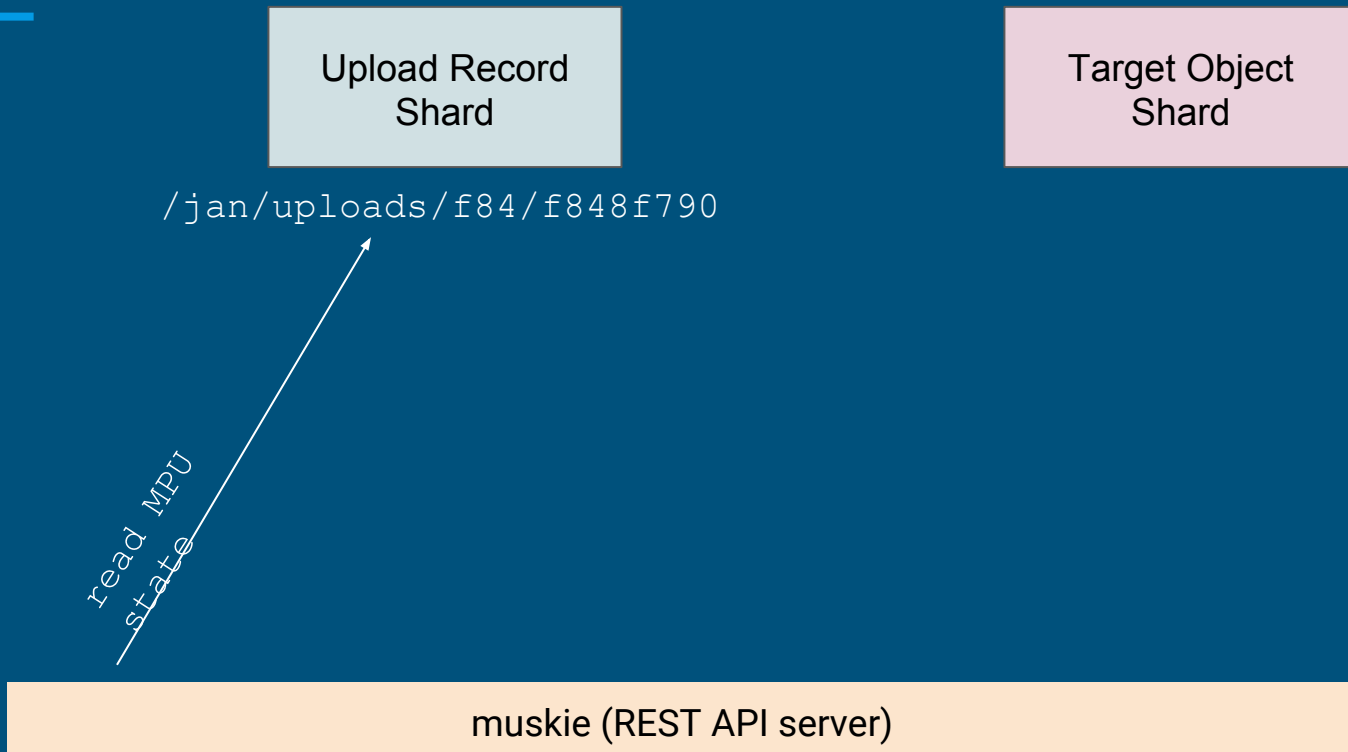 Upload Record
Shard
Target Object
Shard
/jan/uploads/f84/f848f790
read MPU
state
muskie (REST API server)